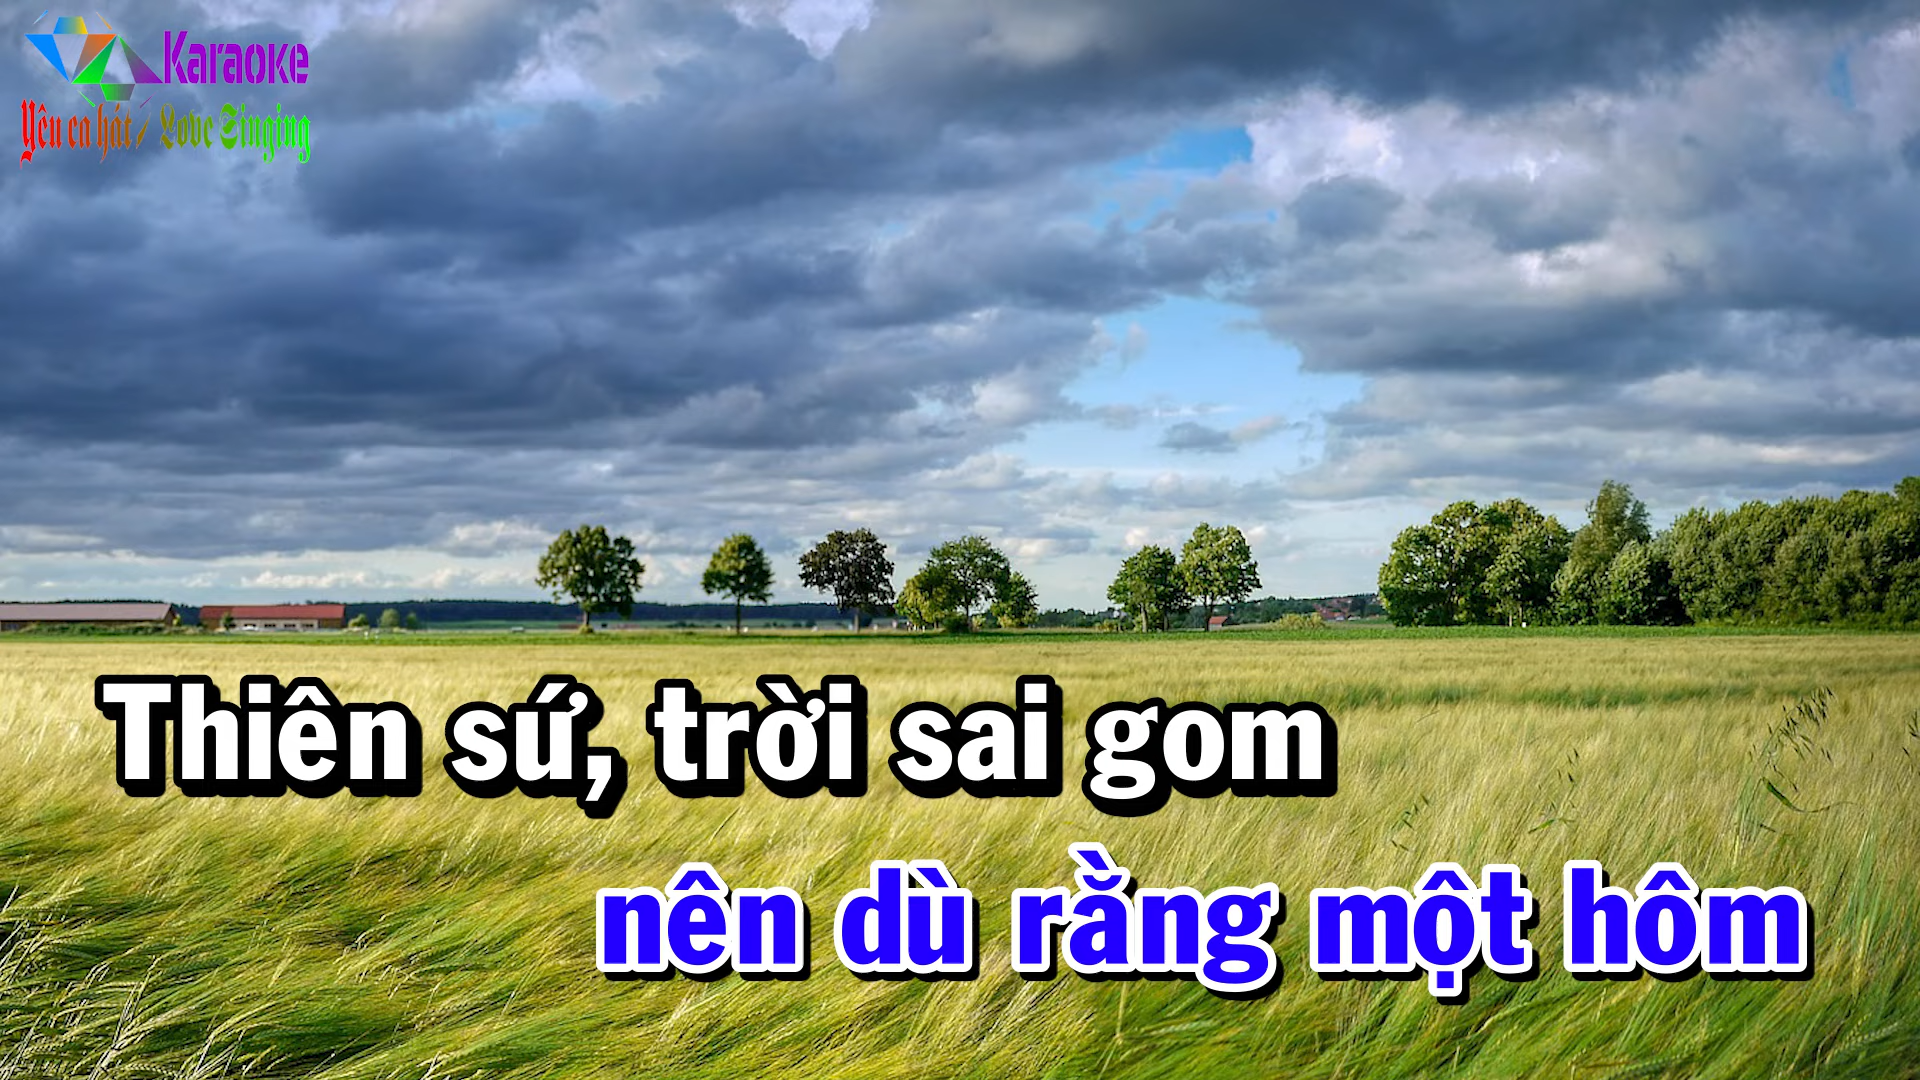 Karaoke
Yêu ca hát / Love Singing
Thiên sứ, trời sai gom
nên dù rằng một hôm